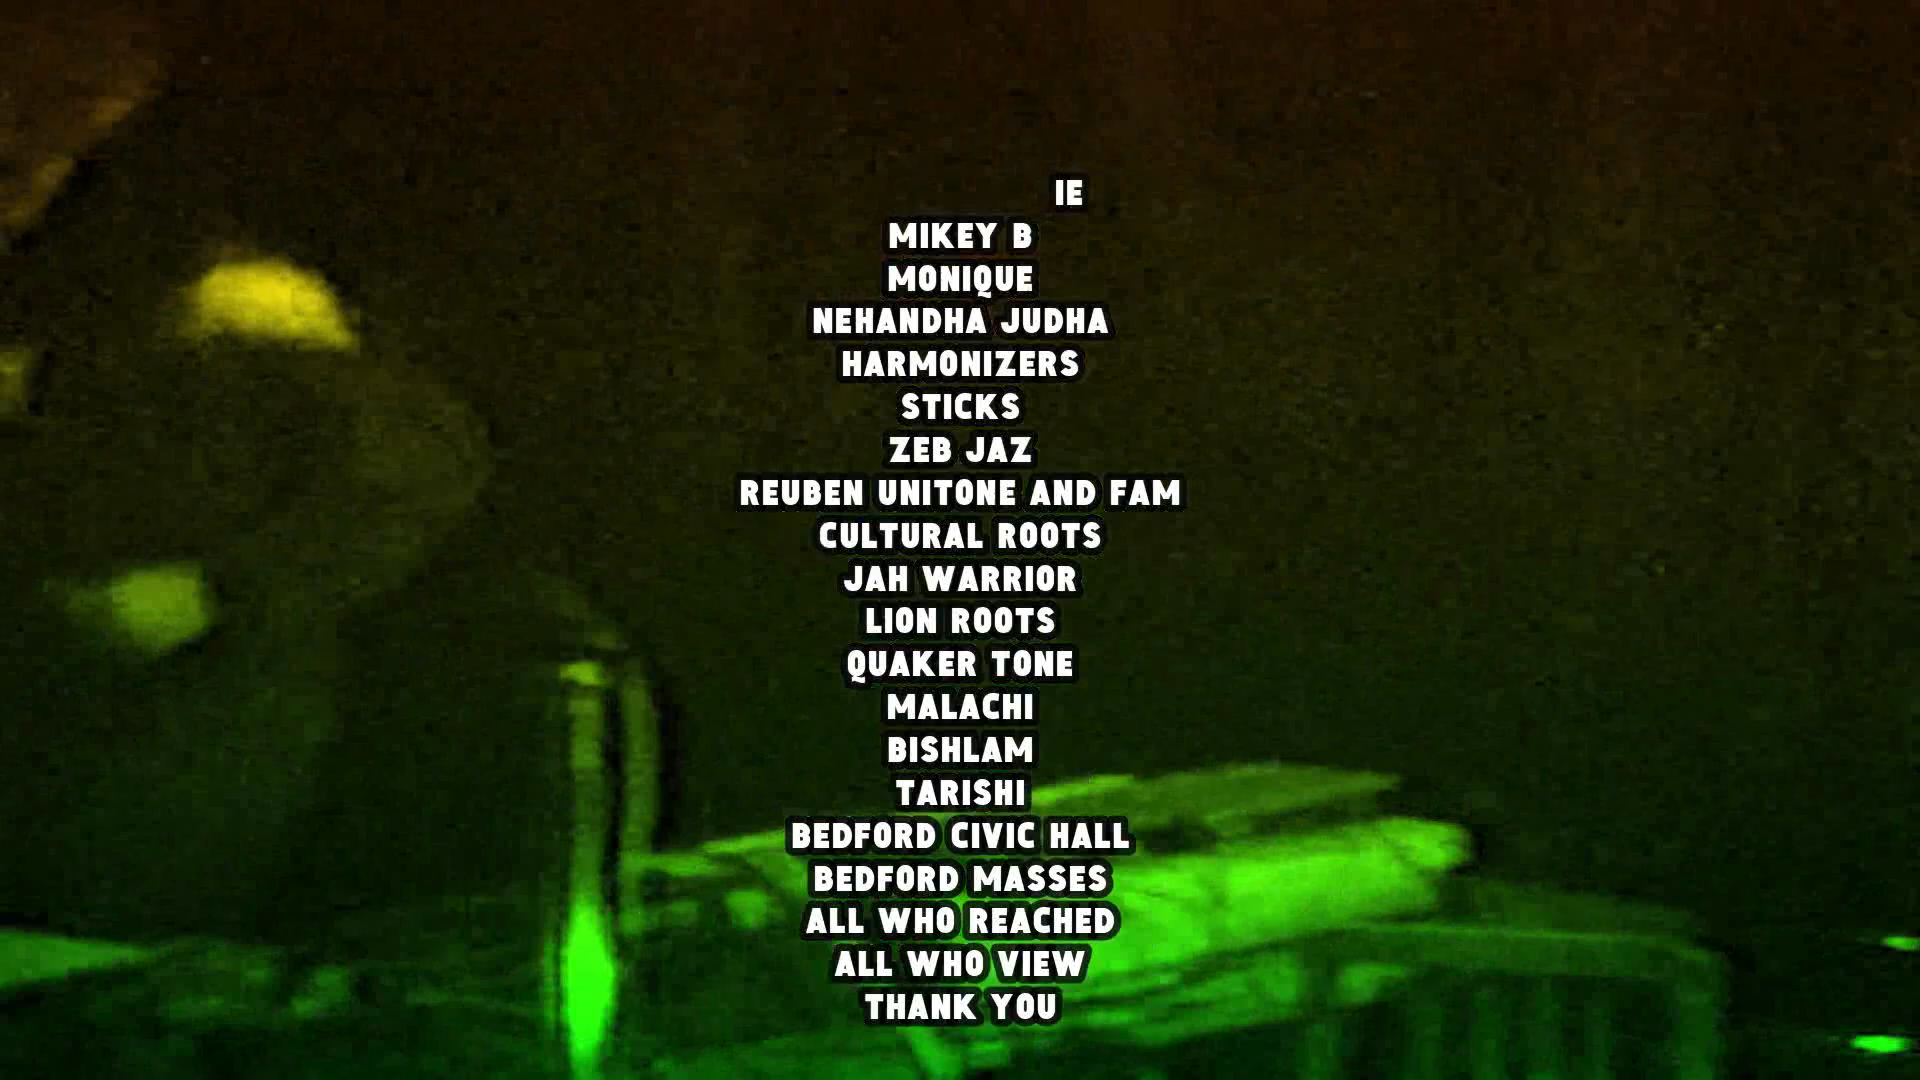 IE
MIKEY B
MONIQUE
NEHANDHA JUDHA
HARMONIZERS
STICKS
ZEB JAZ
REUBEN UNITONE AND FAM
CULTURAL ROOTS
JAH WARRIOR
LION ROOTS
QUAKER TONE
MALACHI
BISHLAM
TARISHI
BEDFORD CIVIC HALL
BEDFORD MASSES
ALL WHO REACHED
ALL WHO VIEW
THANK YOU